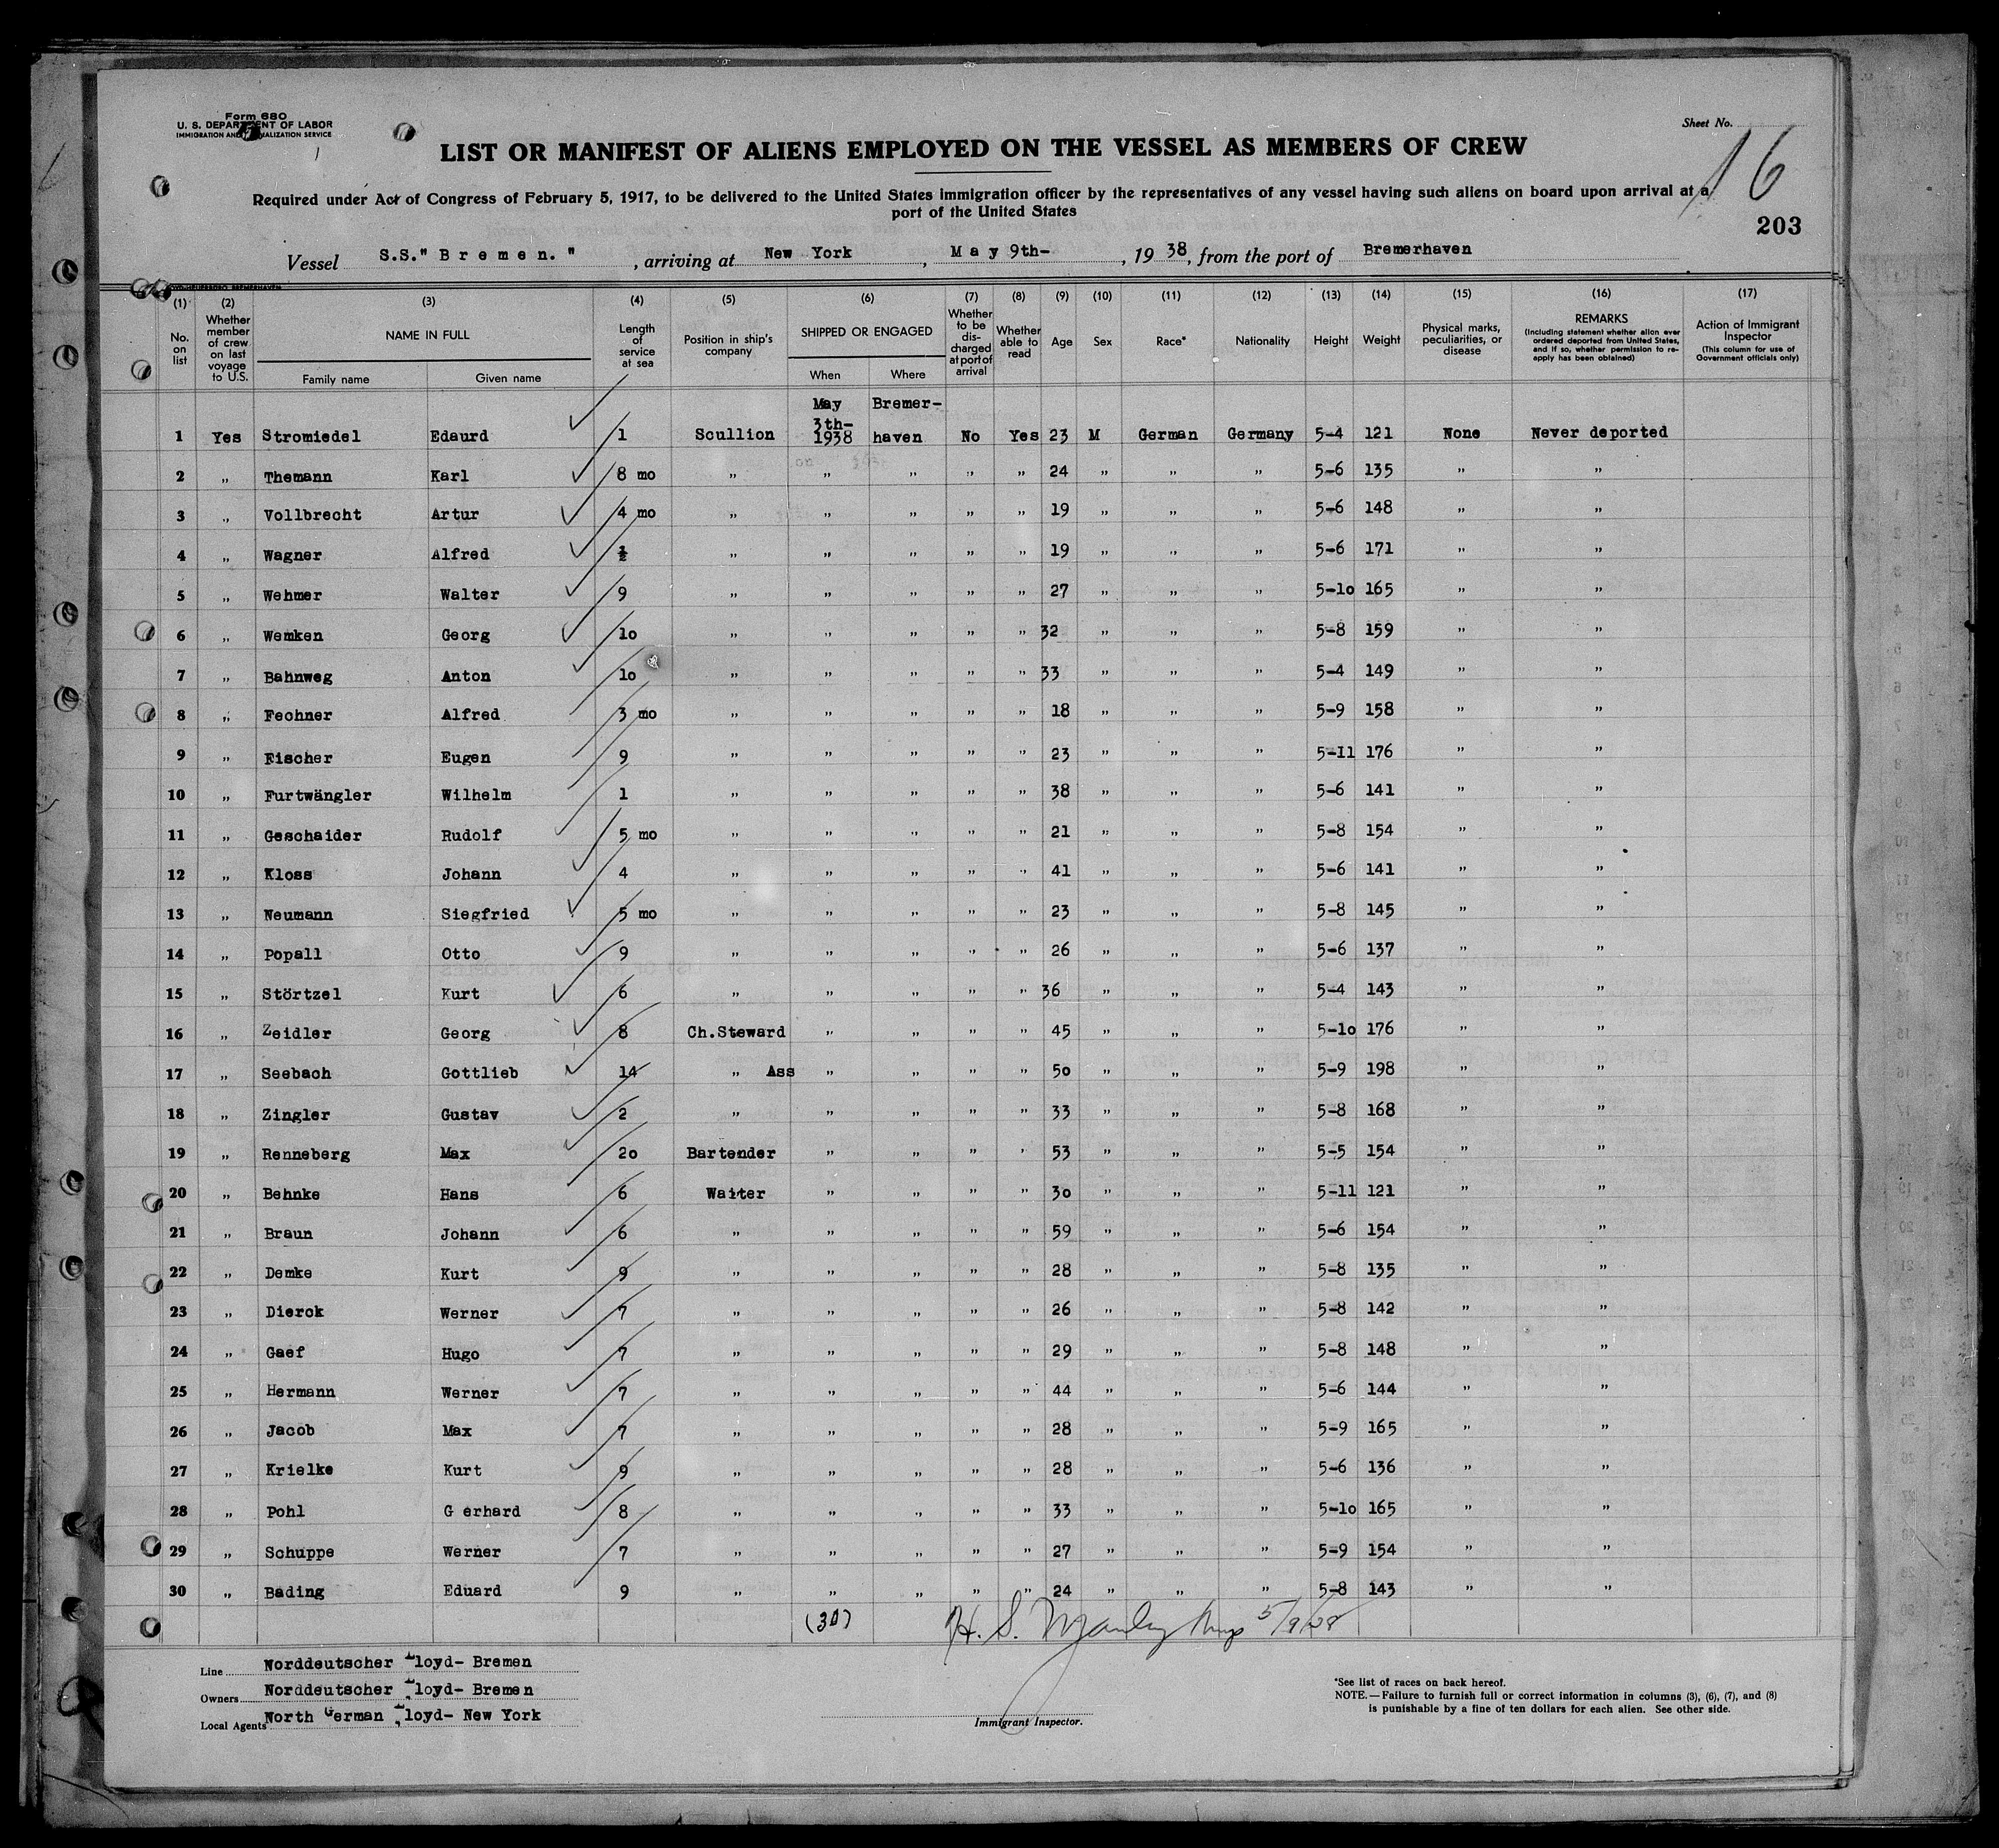 Form 680
U. S. DEPARTMENT OF LABOR
IMMIGRATION AND NATURALIZATION SERVICE
Sheet No. 16
LIST OR MANIFEST OF ALIENS EMPLOYED ON THE VESSEL AS MEMBERS OF CREW
Required under Act of Congress of February 5, 1917, to be delivered to the United States immigration officer by the representatives of any vessel having such aliens on board upon arrival at a
port of the United States
203
Vessel S.S." B r e m e n. " , arriving at New York , M a y 9th- , 19 38, from the port of Bremerhaven
(1) (2) (3) (4) (5) (6) (7) (8) (9) (10) (11) (12) (13) (14) (15) (16) (17)
No. on list
Whether member of crew on last voyage to U.S.
NAME IN FULL
Family name Given name
Length of service at sea
Position in ship's company
SHIPPED OR ENGAGED
When Where
Whether to be discharged at port of arrival
Whether able to read
Age
Sex
Race*
Nationality
Height
Weight
Physical marks, peculiarities, or disease
REMARKS
(Including statement whether alien ever ordered deported from United States, and if so, whether permission to re-apply has been obtained)
Action of Immigrant Inspector
(This column for use of Government officials only)
May Bremer-
3th-
1 Yes Stromiedel Edaurd 1 Scullion 1938 haven No Yes 23 M German Germany 5-4 121 None Never deported
2 „ Themann Karl 8 mo „ „ „ „ „ 24 „ „ „ 5-6 135 „ „
3 „ Vollbrecht Artur 4 mo „ „ „ „ „ 19 „ „ „ 5-6 148 „ „
4 „ Wagner Alfred ½ „ „ „ „ „ 19 „ „ „ 5-6 171 „ „
5 „ Wehmer Walter 9 „ „ „ „ „ 27 „ „ „ 5-10 165 „ „
6 „ Wemken Georg 10 „ „ „ „ „ 32 „ „ „ 5-8 159 „ „
7 „ Bahnweg Anton 10 „ „ „ „ „ 33 „ „ „ 5-4 149 „ „
8 „ Fechner Alfred 3 mo „ „ „ „ „ 18 „ „ „ 5-9 158 „ „
9 „ Fischer Eugen 9 „ „ „ „ „ 23 „ „ „ 5-11 176 „ „
10 „ Furtwängler Wilhelm 1 „ „ „ „ „ 38 „ „ „ 5-6 141 „ „
11 „ Geschaider Rudolf 5 mo „ „ „ „ „ 21 „ „ „ 5-8 154 „ „
12 „ Kloss Johann 4 „ „ „ „ „ 41 „ „ „ 5-6 141 „ „
13 „ Neumann Siegfried 5 mo „ „ „ „ „ 23 „ „ „ 5-8 145 „ „
14 „ Popall Otto 9 „ „ „ „ „ 26 „ „ „ 5-6 137 „ „
15 „ Störtzel Kurt 6 „ „ „ „ „ 36 „ „ „ 5-4 143 „ „
16 „ Zeidler Georg 8 Ch.Steward „ „ „ „ 45 „ „ „ 5-10 176 „ „
17 „ Seebach Gottlieb 14 „ Ass „ „ „ „ 50 „ „ „ 5-9 198 „ „
18 „ Zingler Gustav 2 „ „ „ „ „ 33 „ „ „ 5-8 168 „ „
19 „ Renneberg Max 20 Bartender „ „ „ „ 53 „ „ „ 5-5 154 „ „
20 „ Behnke Hans 6 Waiter „ „ „ „ 30 „ „ „ 5-11 121 „ „
21 „ Braun Johann 6 „ „ „ „ „ 59 „ „ „ 5-6 154 „ „
22 „ Demke Kurt 9 „ „ „ „ „ 28 „ „ „ 5-8 135 „ „
23 „ Dierck Werner 7 „ „ „ „ „ 26 „ „ „ 5-8 142 „ „
24 „ Gaef Hugo 7 „ „ „ „ „ 29 „ „ „ 5-8 148 „ „
25 „ Hermann Werner 7 „ „ „ „ „ 44 „ „ „ 5-6 144 „ „
26 „ Jacob Max 7 „ „ „ „ „ 28 „ „ „ 5-9 165 „ „
27 „ Krielke Kurt 9 „ „ „ „ „ 28 „ „ „ 5-6 136 „ „
28 „ Pohl G erhard 8 „ „ „ „ „ 33 „ „ „ 5-10 165 „ „
29 „ Schuppe Werner 7 „ „ „ „ „ 27 „ „ „ 5-9 154 „ „
30 „ Bading Eduard 9 „ „ „ „ „ 24 „ „ „ 5-8 143 „ „
(30) H. S. Manley
Line Norddeutscher Lloyd- Bremen
Owners Norddeutscher Lloyd- Bremen
Local Agents North German Lloyd- New York
Immigrant Inspector.
*See list of races on back hereof.
NOTE.—Failure to furnish full or correct information in columns (3), (6), (7), and (8)
is punishable by a fine of ten dollars for each alien. See other side.